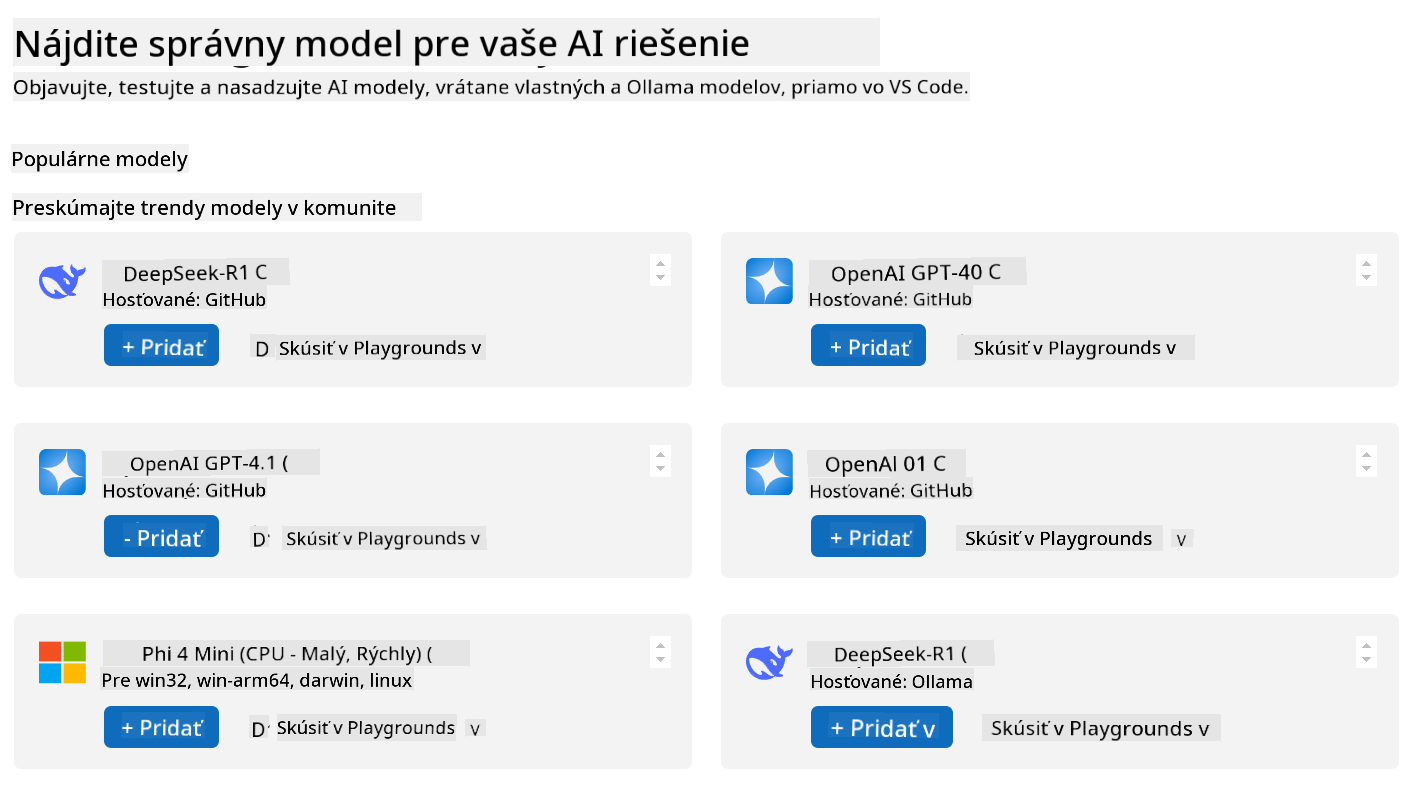 Nájdite správny model pre vaše AI riešenie
Objavujte, testujte a nasadzujte AI modely, vrátane vlastných a Ollama modelov, priamo vo VS Code.
Populárne modely
Preskúmajte trendy modely v komunite
DeepSeek-R1 C
Hosťované: GitHub
+ Pridať
D Skúsiť v Playgrounds v
OpenAI GPT-40 C
Hosťované: GitHub
+ Pridať
Skúsiť v Playgrounds v
OpenAI GPT-4.1 (
Hosťované: GitHub
- Pridať
D Skúsiť v Playgrounds v
OpenAI 01 C
Hosťované: GitHub
+ Pridať
Skúsiť v Playgrounds v
Phi 4 Mini (CPU - Malý, Rýchly) (
Pre win32, win-arm64, darwin, linux
+ Pridať
D Skúsiť v Playgrounds v
DeepSeek-R1 (
Hosťované: Ollama
+ Pridať v
Skúsiť v Playgrounds v